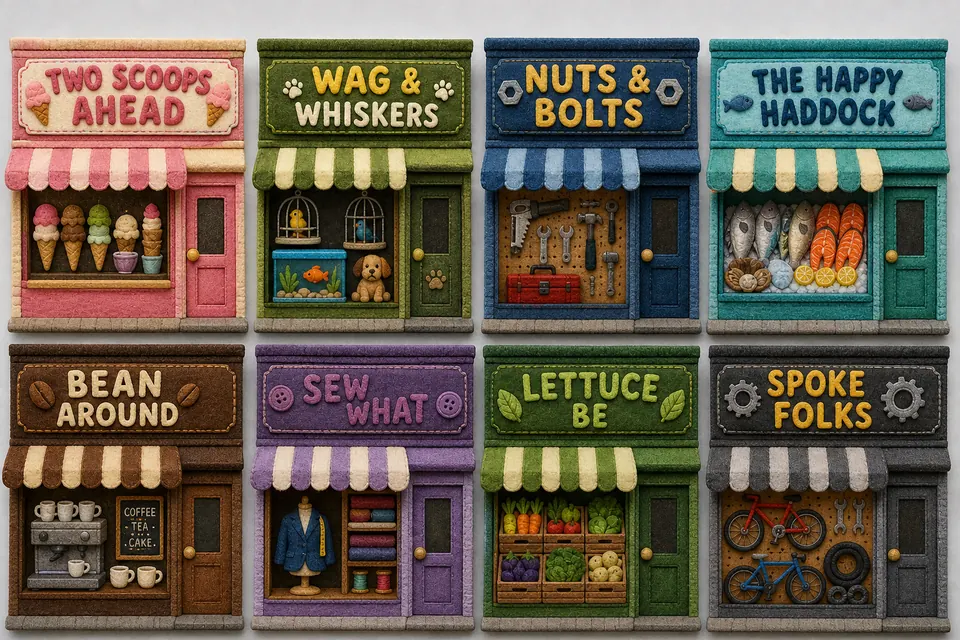 TWO SCOOPS
AHEAD
WAG &
WHISKERS
NUTS &
BOLTS
THE HAPPY
HADDOCK
BEAN
AROUND
COFFEE
- TEA -
CAKE.
SEW
WHAT
LETTUCE
BE
SPOKE
FOLKS